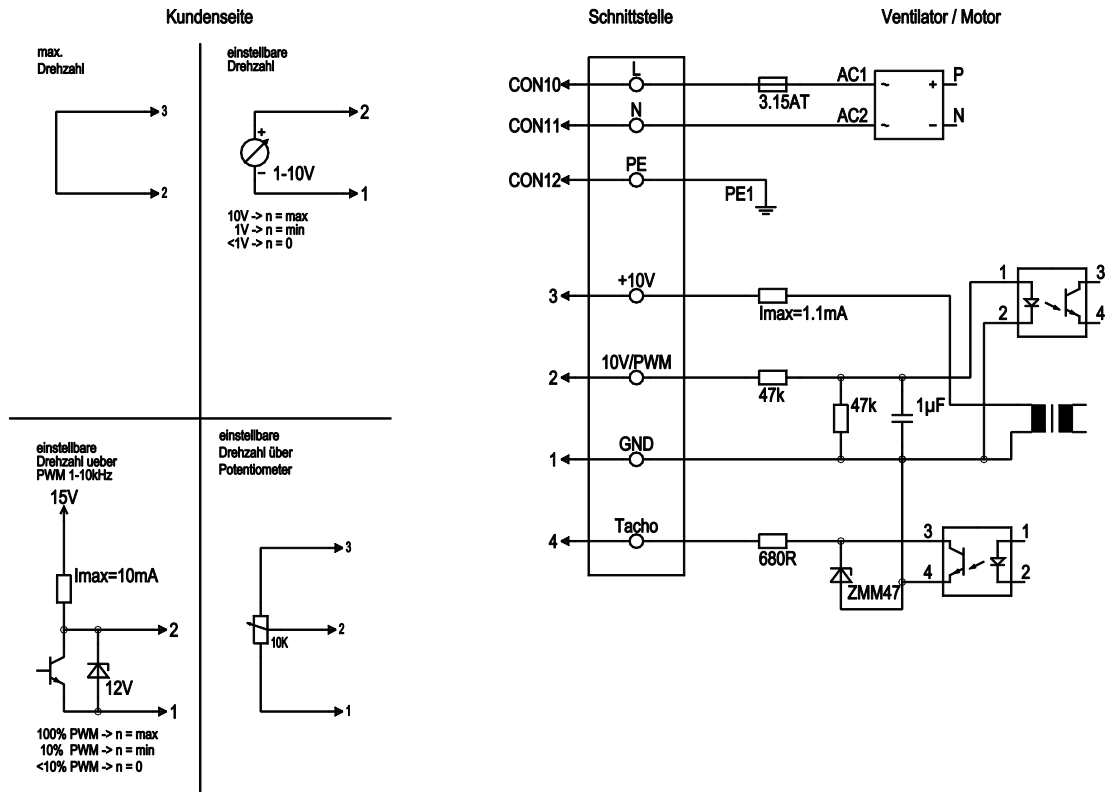 Kundenseite
max.
Drehzahl
3
2
einstellbare
Drehzahl
2
+
1-10V
−
1
10V -> n = max
1V -> n = min
<1V -> n = 0
einstellbare
Drehzahl ueber
PWM 1-10kHz
15V
Imax=10mA
2
12V
1
100% PWM -> n = max
10% PWM -> n = min
<10% PWM -> n = 0
einstellbare
Drehzahl über
Potentiometer
3
2
10K
1
Schnittstelle
Ventilator / Motor
L
CON10
3.15AT
AC1
~
+
P
N
CON11
AC2
~
−
N
PE
CON12
PE1
+10V
3
Imax=1.1mA
1
2
3
4
10V/PWM
2
47k
47k
1µF
GND
1
Tacho
4
680R
ZMM47
3
4
1
2